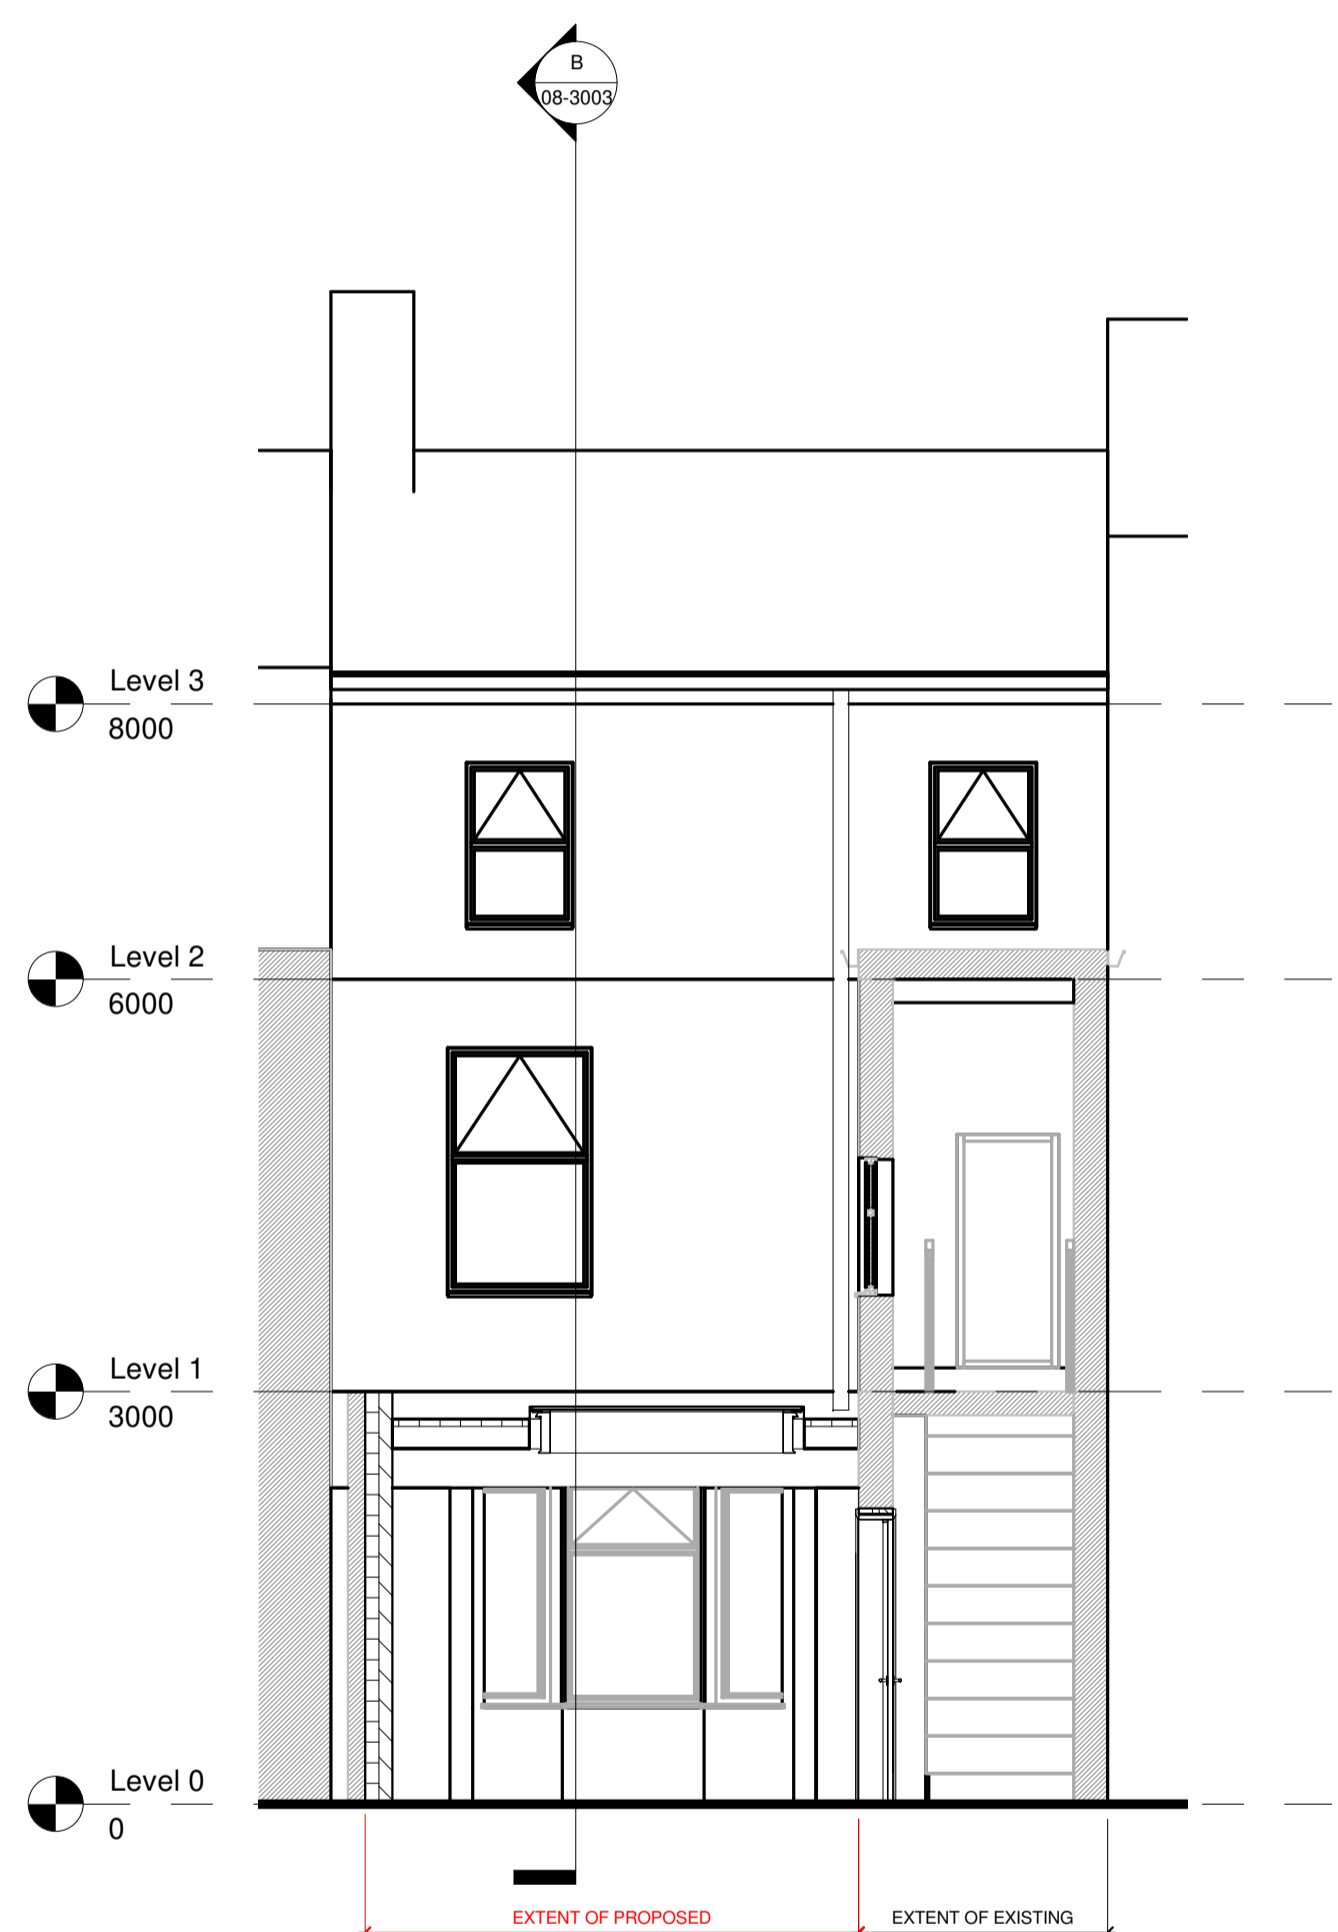 B
08-3003
Level 3
8000
Level 2
6000
Level 1
3000
Level 0
0
EXTENT OF PROPOSED
EXTENT OF EXISTING